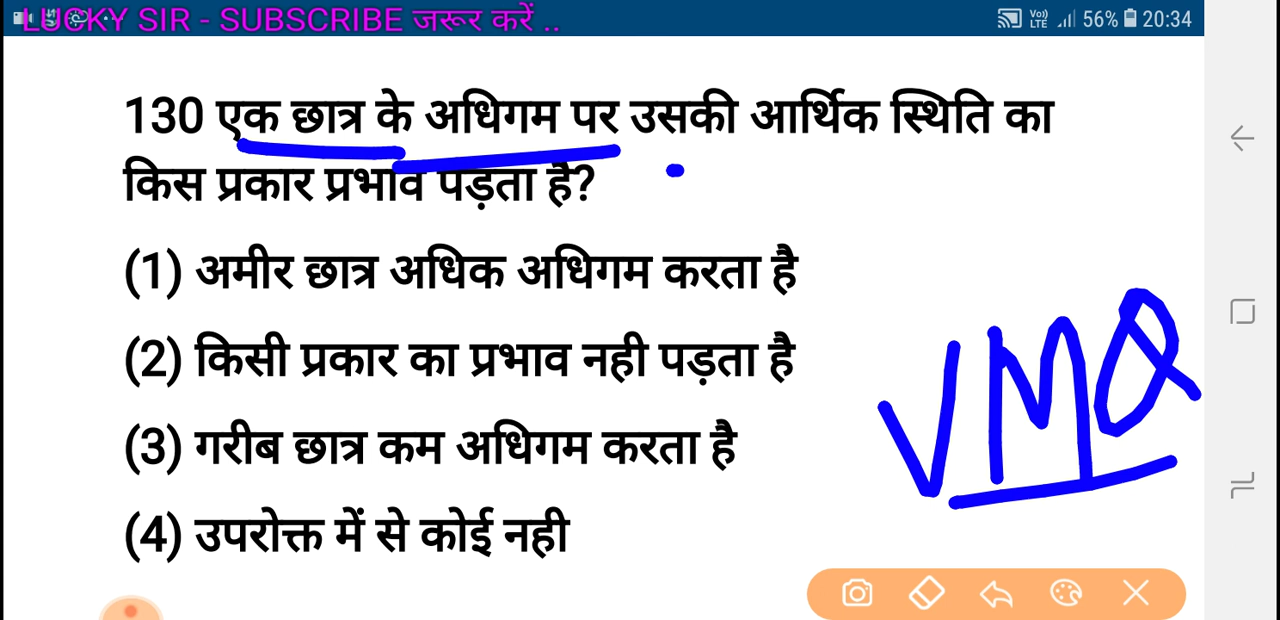 LUCKY SIR - SUBSCRIBE जरूर करें ..
Vo) LTE 56% 20:34
130 एक छात्र के अधिगम पर उसकी आर्थिक स्थिति का
किस प्रकार प्रभाव पड़ता है?
(1) अमीर छात्र अधिक अधिगम करता है
(2) किसी प्रकार का प्रभाव नही पड़ता है
(3) गरीब छात्र कम अधिगम करता है
(4) उपरोक्त में से कोई नही
VMQ